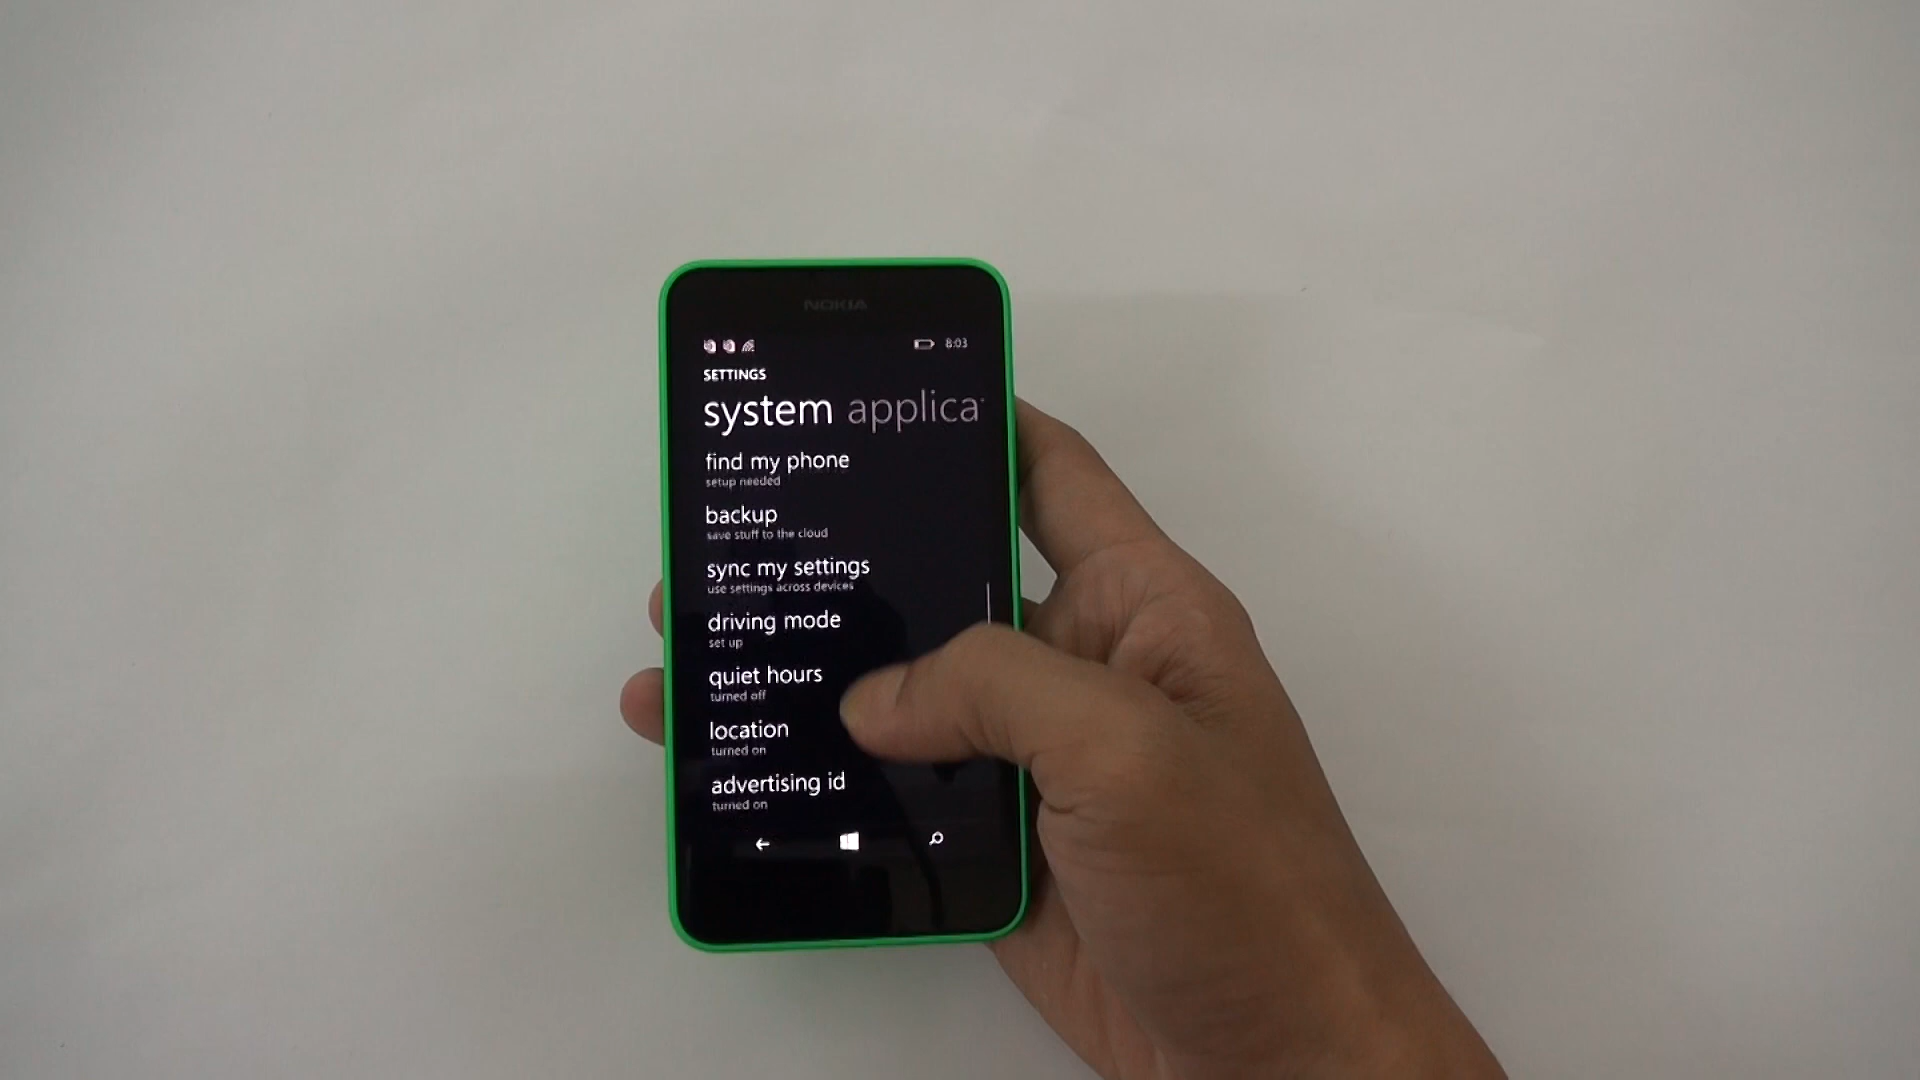 NOKIA
8:03
SETTINGS
system applica
find my phone
setup needed
backup
save stuff to the cloud
sync my settings
use settings across devices
driving mode
set up
quiet hours
turned off
location
turned on
advertising id
turned on